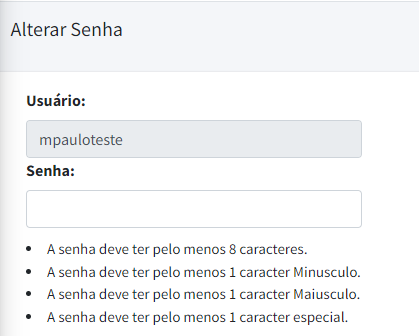 Alterar Senha
Usuário:
mpauloteste
Senha:
• A senha deve ter pelo menos 8 caracteres.
• A senha deve ter pelo menos 1 caracter Minusculo.
• A senha deve ter pelo menos 1 caracter Maiusculo.
• A senha deve ter pelo menos 1 caracter especial.